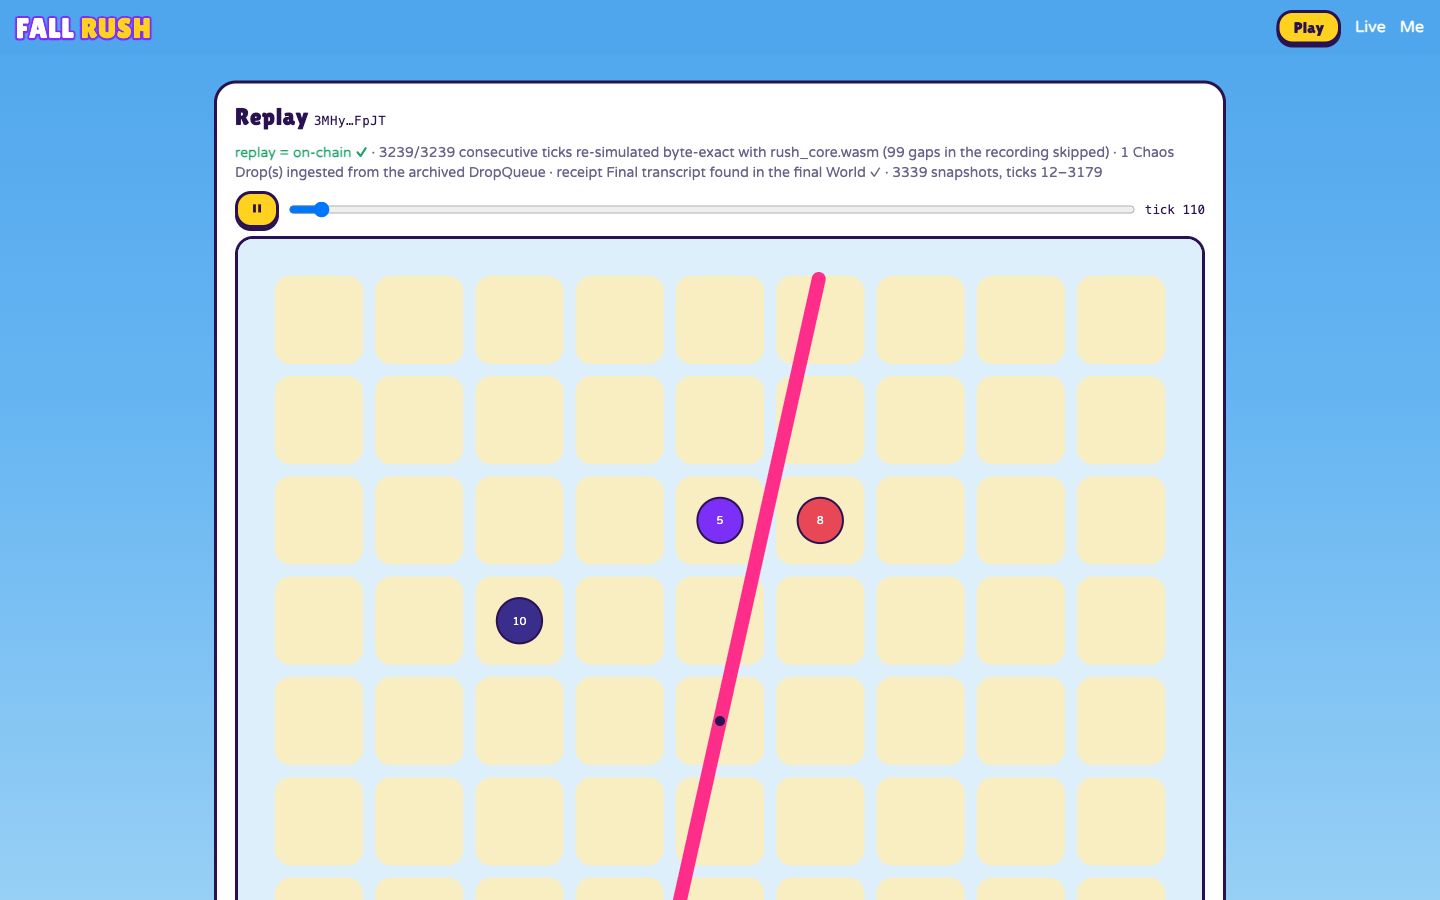 FALL RUSH
Play Live Me
Replay 3MHy…FpJT
replay = on-chain ✓ · 3239/3239 consecutive ticks re-simulated byte-exact with rush_core.wasm (99 gaps in the recording skipped) · 1 Chaos
Drop(s) ingested from the archived DropQueue · receipt Final transcript found in the final World ✓ · 3339 snapshots, ticks 12–3179
tick 110
5
8
10